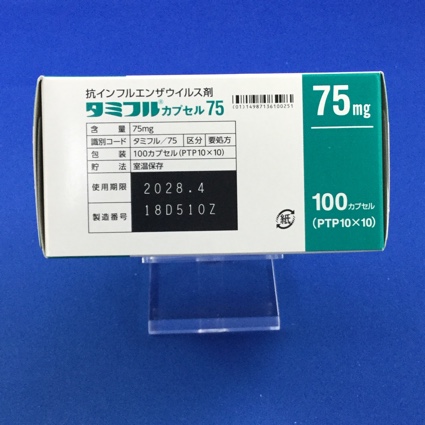 抗インフルエンザウイルス剤
タミフル®カプセル75
(01)14987136100251
75mg
含 量 75mg
識別コード タミフル/75 区分 要処方
包 装 100カプセル(PTP10×10)
貯 法 室温保存
使用期限 2028.4
製造番号 18D510Z
紙
100カプセル
(PTP10×10)